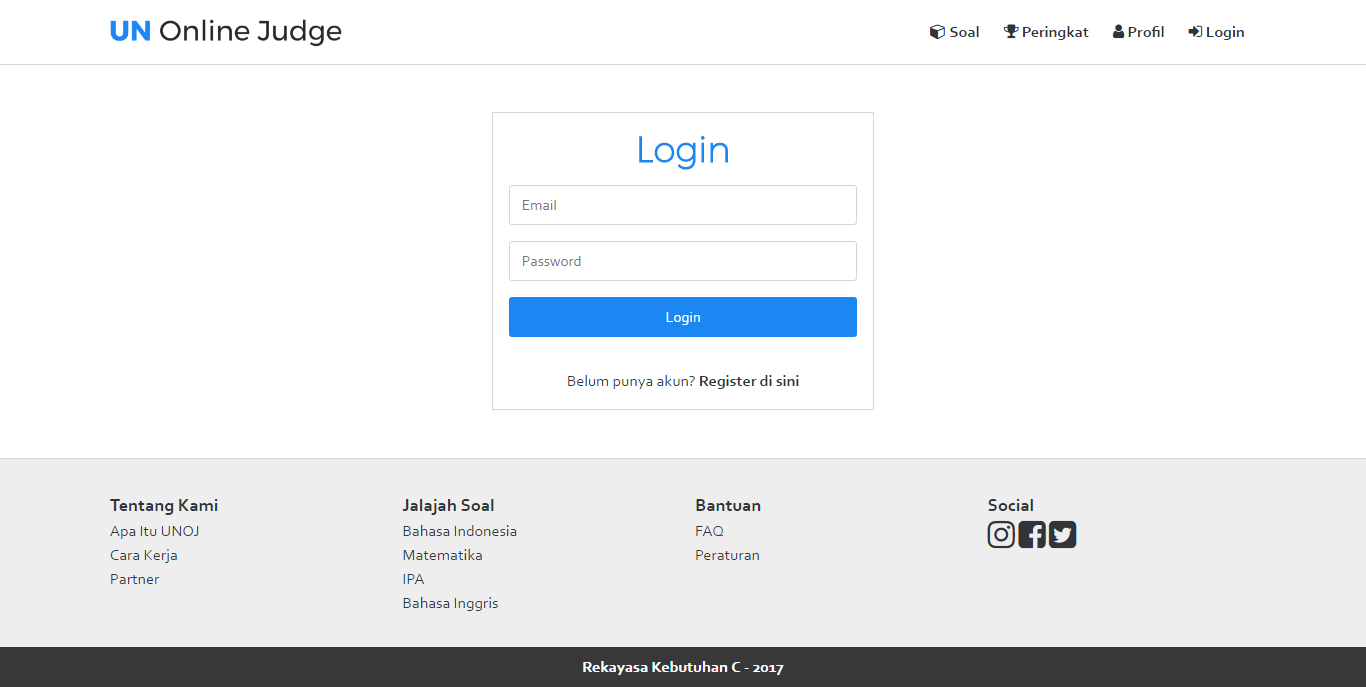 UN Online Judge
Soal Peringkat Profil Login
Login
Email
Password
Login
Belum punya akun? Register di sini
Tentang Kami
Apa Itu UNOJ
Cara Kerja
Partner
Jalajah Soal
Bahasa Indonesia
Matematika
IPA
Bahasa Inggris
Bantuan
FAQ
Peraturan
Social
Rekayasa Kebutuhan C - 2017